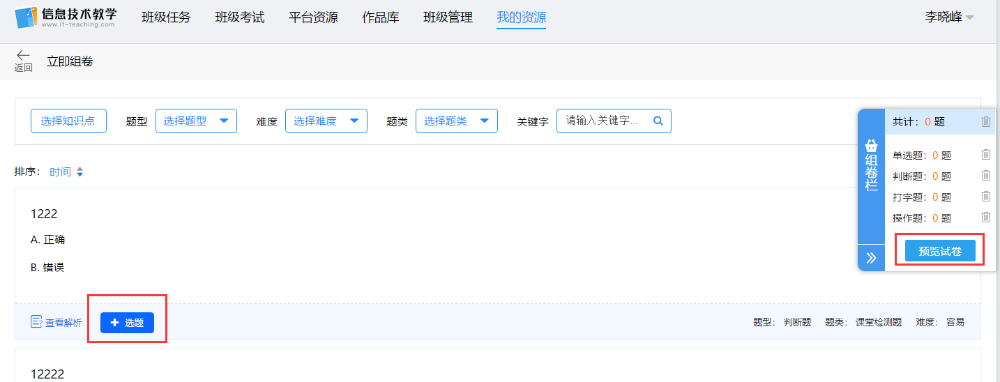 信息技术教学
www.it-teaching.com
班级任务 班级考试 平台资源 作品库 班级管理 我的资源
李晓峰
返回
立即组卷
选择知识点 题型 选择题型 难度 选择难度 题类 选择题类 关键字 请输入关键字...
共计：0 题
组卷栏
单选题：0 题
判断题：0 题
打字题：0 题
操作题：0 题
预览试卷
排序： 时间
1222
A. 正确
B. 错误
查看解析 选题 题型： 判断题 题类： 课堂检测题 难度： 容易
12222